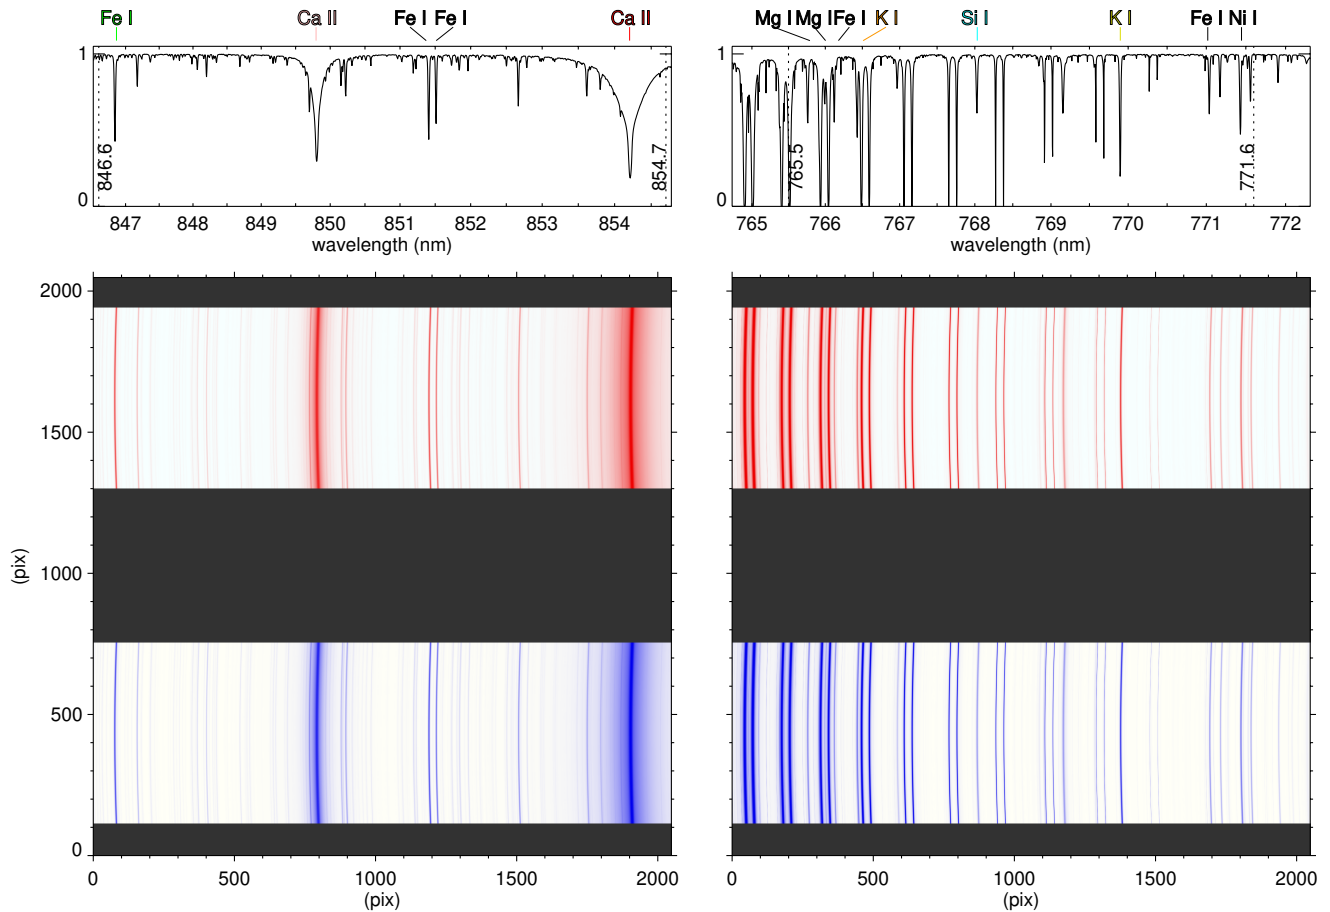 Fe I Ca II Fe I Fe I Ca II Mg I Mg I Fe I K I Si I K I Fe I Ni I
1 1
846.6 854.7 765.5 771.6
0 0
847 848 849 850 851 852 853 854 765 766 767 768 769 770 771 772
wavelength (nm) wavelength (nm)
2000
1500
1000
(pix)
500
0
0 500 1000 1500 2000 0 500 1000 1500 2000
(pix) (pix)